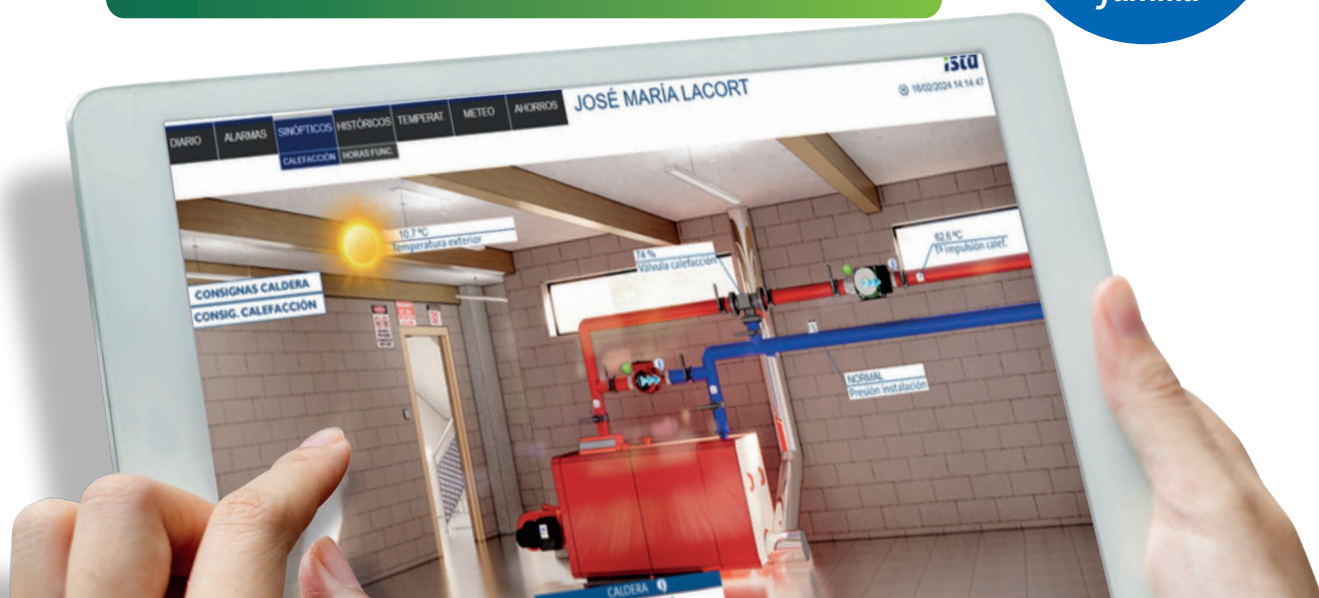 ista
JOSÉ MARÍA LACORT
16/02/2024 14:14:47
DIARIO
ALARMAS
SINÓPTICOS
HISTÓRICOS
TEMPERAT.
METEO
AHORROS
CALEFACCIÓN
HORAS FUNC.
10,7 ºC
Temperatura exterior
74 %
Válvula calefacción
62,6 ºC
Tª impulsión calef.
CONSIGNAS CALDERA
CONSIG. CALEFACCIÓN
NORMAL
Presión instalación
CALDERA